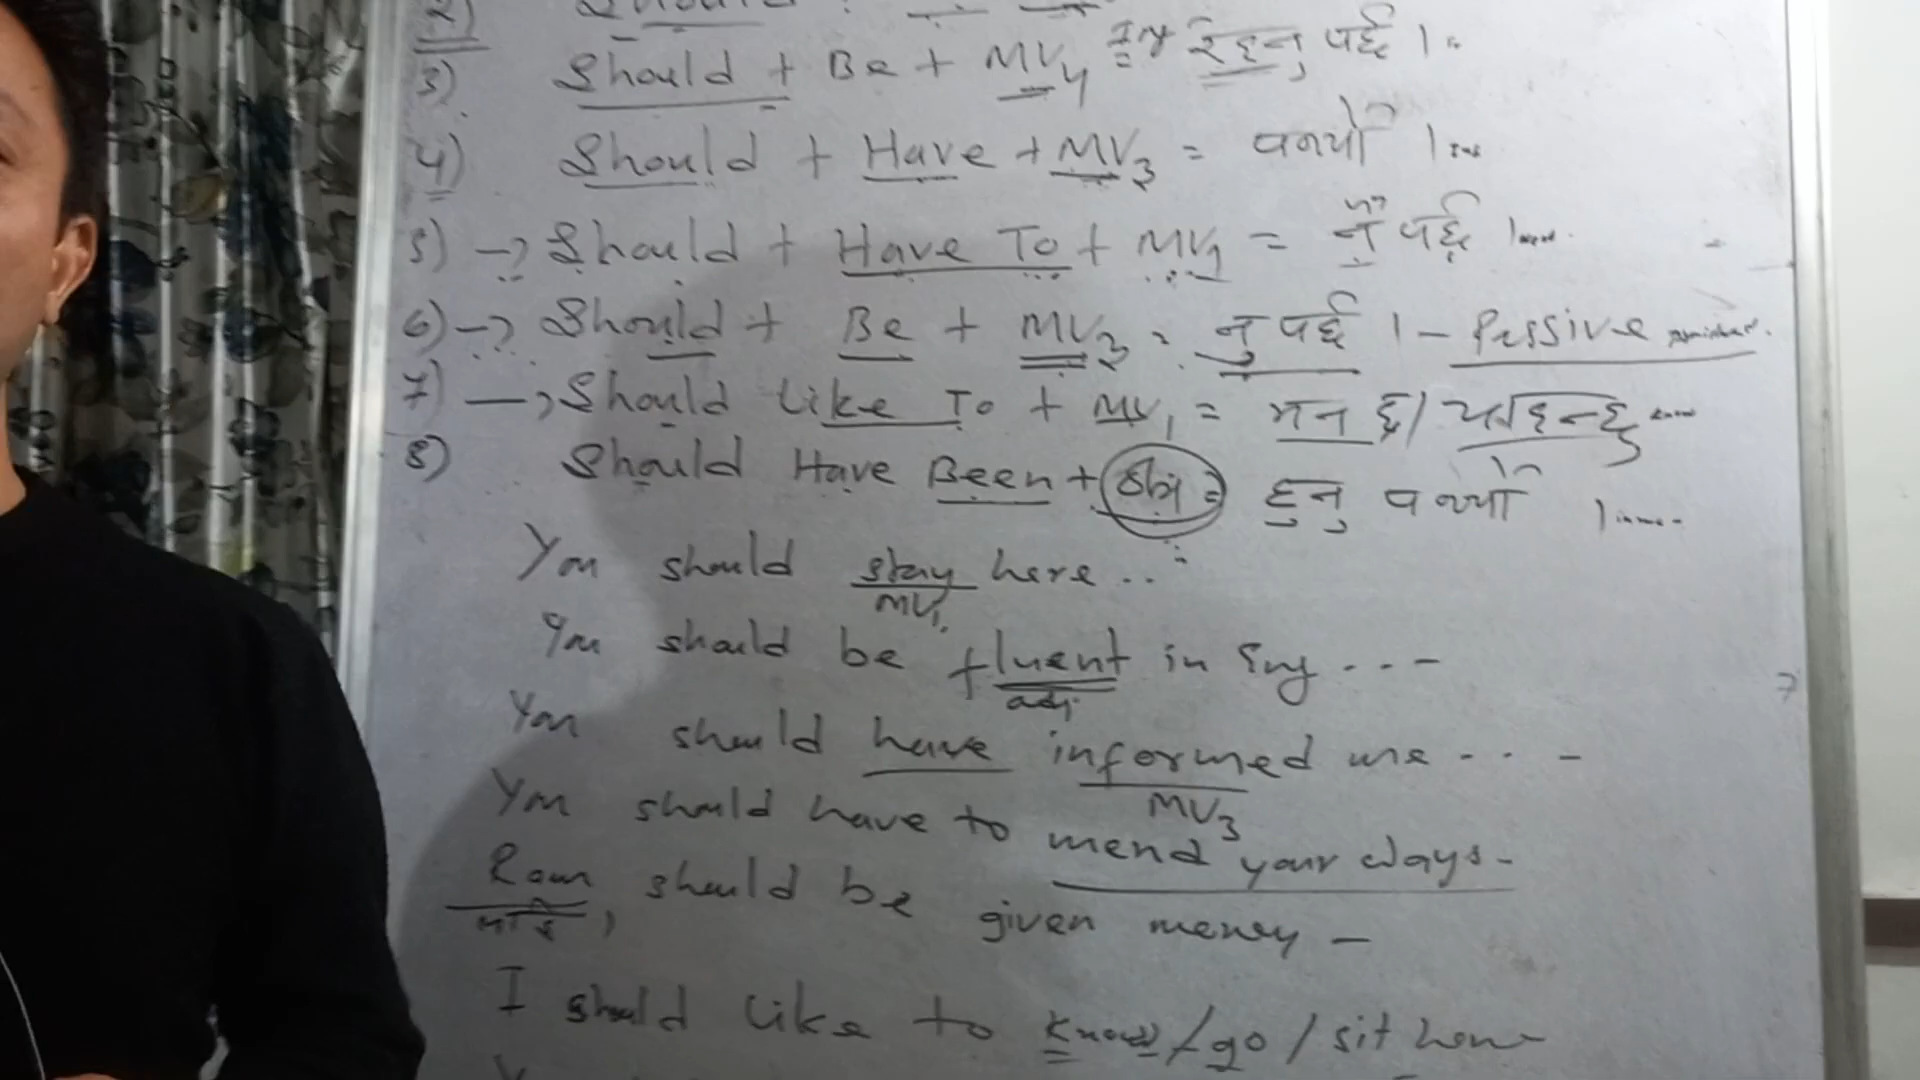 2) Should
3) Should + Be + MV4 रहनु पर्छ ।
4) Should + Have + MV3 = पर्थ्यो ।
5) → Should + Have To + MV1 = नै पर्छ ।
6) → Should + Be + MV3 = नु पर्छ । - Passive
7) → Should Like To + MV1 = मन छ / चाहन्छु
8) Should Have Been + Obj = हुनु पर्थ्यो ।
You should stay here ..
MV1.
You should be fluent in Eng ...-
adj
You should have informed me ..-
MV3
You should have to mend your ways-
Ram should be given money -
लाई
I should like to know / go / sit